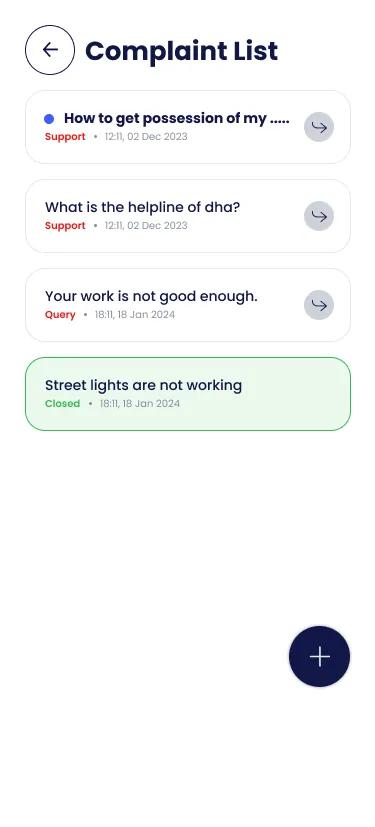 Complaint List
How to get possession of my .....
Support • 12:11, 02 Dec 2023
What is the helpline of dha?
Support • 12:11, 02 Dec 2023
Your work is not good enough.
Query • 18:11, 18 Jan 2024
Street lights are not working
Closed • 18:11, 18 Jan 2024